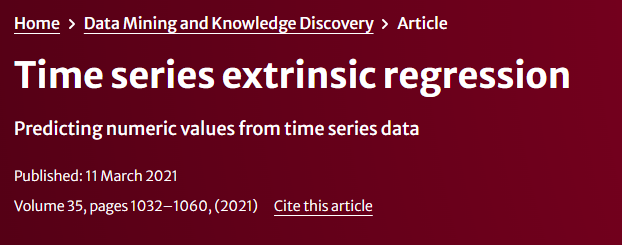 Home > Data Mining and Knowledge Discovery > Article
Time series extrinsic regression
Predicting numeric values from time series data
Published: 11 March 2021
Volume 35, pages 1032–1060, (2021) Cite this article